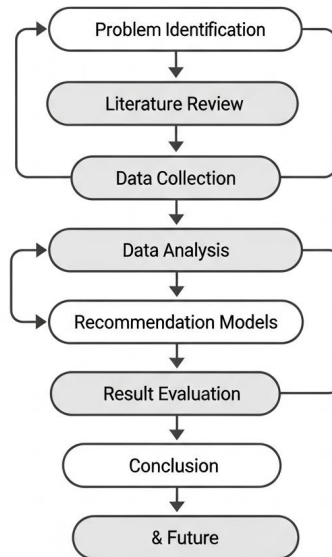 Problem Identification
Literature Review
Data Collection
Data Analysis
Recommendation Models
Result Evaluation
Conclusion
& Future